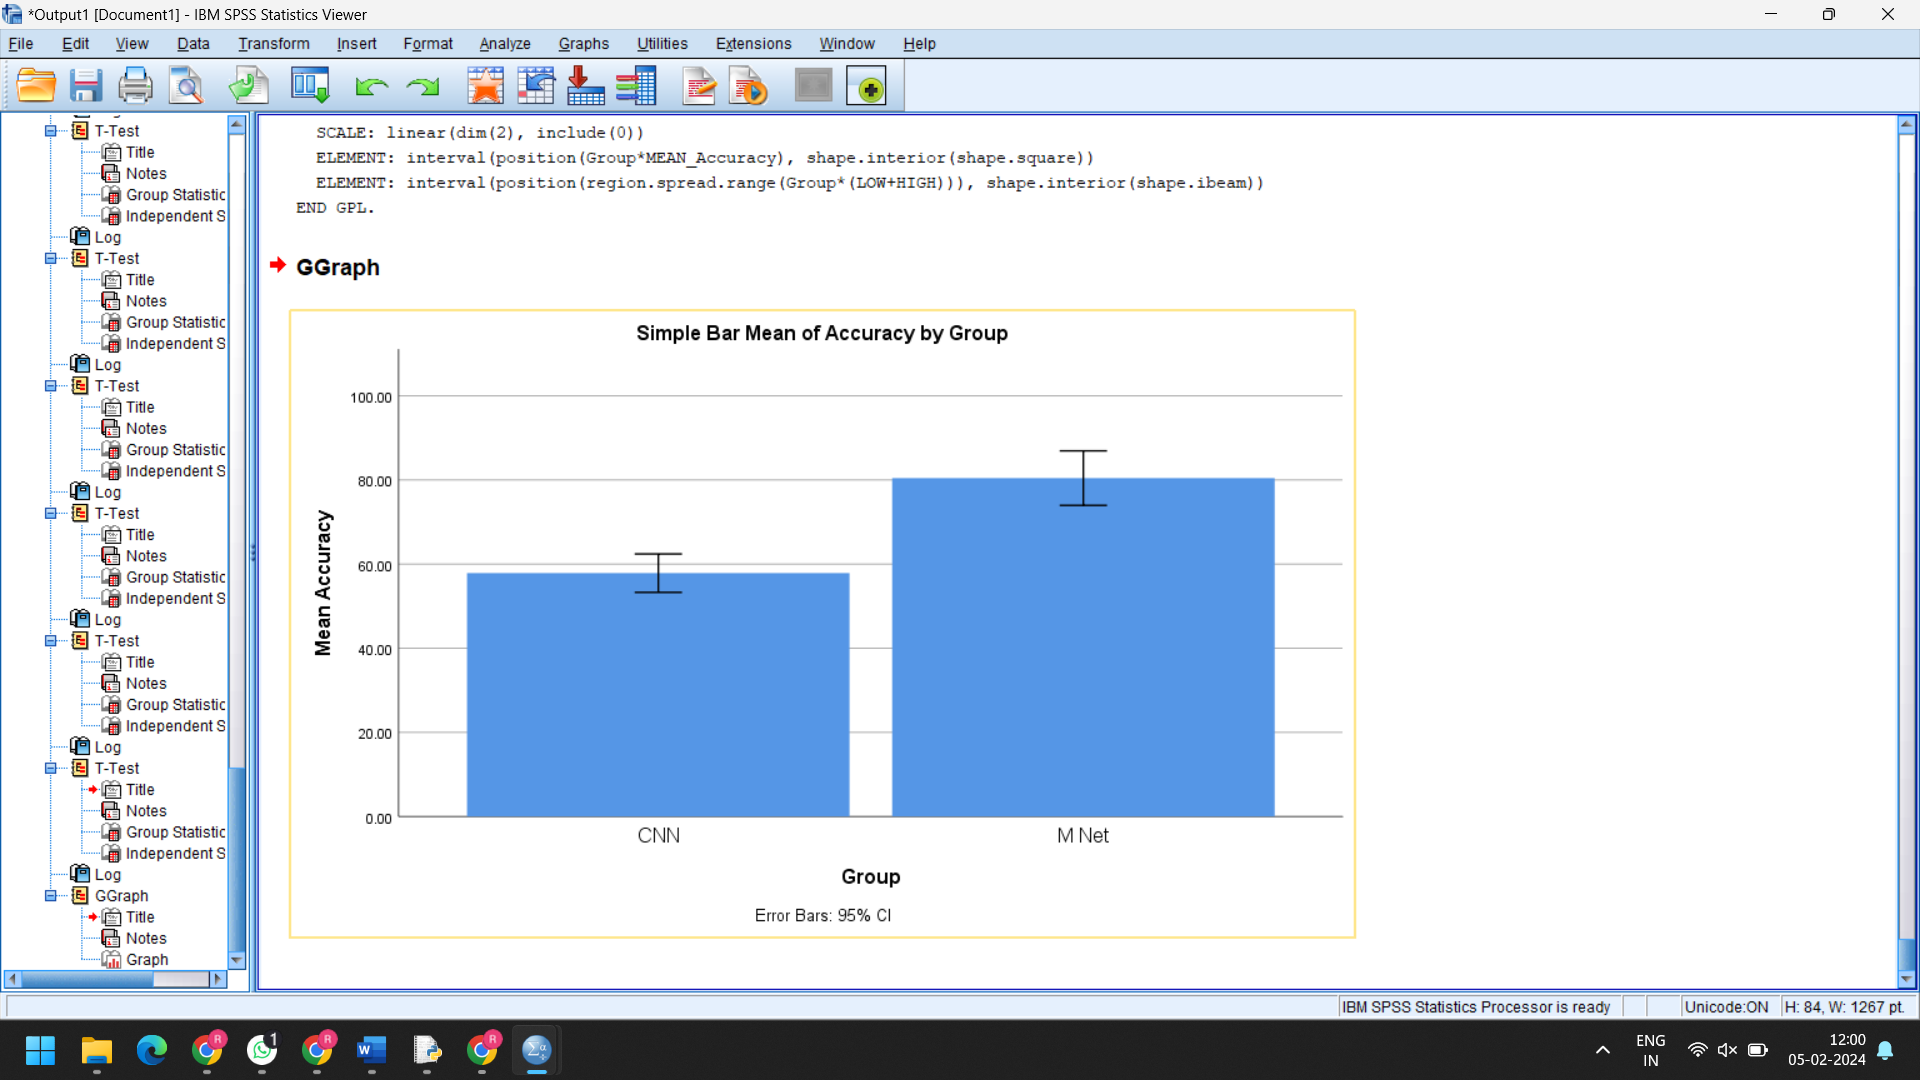 *Output1 [Document1] - IBM SPSS Statistics Viewer
File Edit View Data Transform Insert Format Analyze Graphs Utilities Extensions Window Help
T-Test
Title
Notes
Group Statistic
Independent S
Log
T-Test
Title
Notes
Group Statistic
Independent S
Log
T-Test
Title
Notes
Group Statistic
Independent S
Log
T-Test
Title
Notes
Group Statistic
Independent S
Log
T-Test
Title
Notes
Group Statistic
Independent S
Log
T-Test
Title
Notes
Group Statistic
Independent S
Log
GGraph
Title
Notes
Graph
SCALE: linear(dim(2), include(0))
ELEMENT: interval(position(Group*MEAN_Accuracy), shape.interior(shape.square))
ELEMENT: interval(position(region.spread.range(Group*(LOW+HIGH))), shape.interior(shape.ibeam))
END GPL.
GGraph
Simple Bar Mean of Accuracy by Group
Mean Accuracy
100.00
80.00
60.00
40.00
20.00
0.00
CNN M Net
Group
Error Bars: 95% CI
IBM SPSS Statistics Processor is ready Unicode:ON H: 84, W: 1267 pt.
R 1 R W R
ENG
IN
12:00
05-02-2024